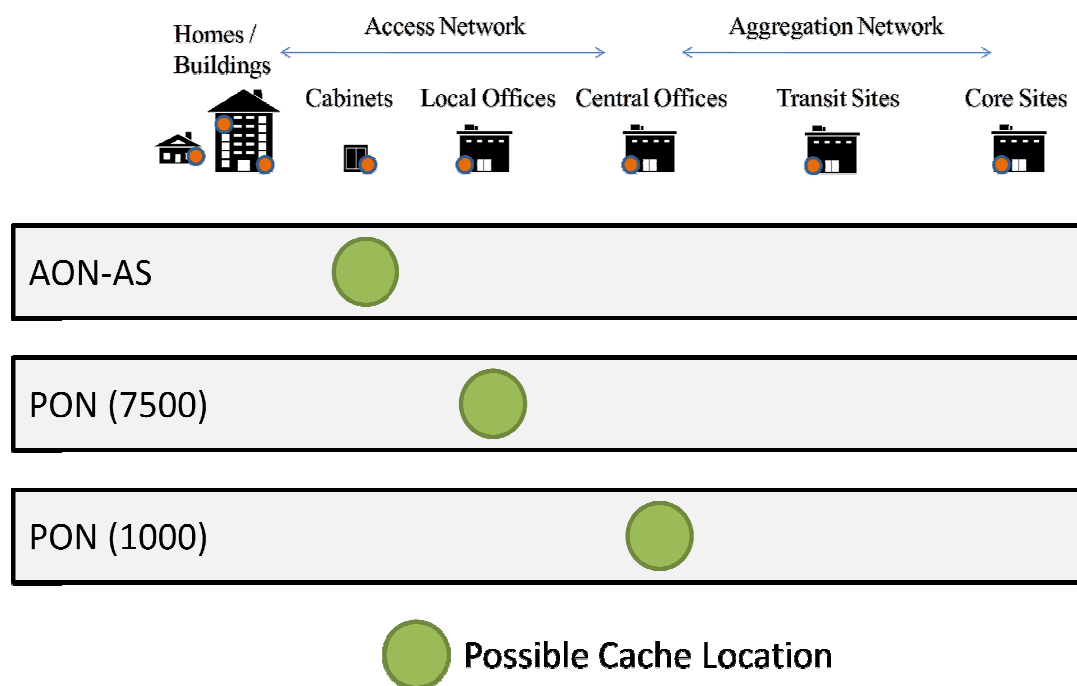 Homes /
Buildings
Access Network
Aggregation Network
Cabinets
Local Offices
Central Offices
Transit Sites
Core Sites
AON-AS
PON (7500)
PON (1000)
Possible Cache Location